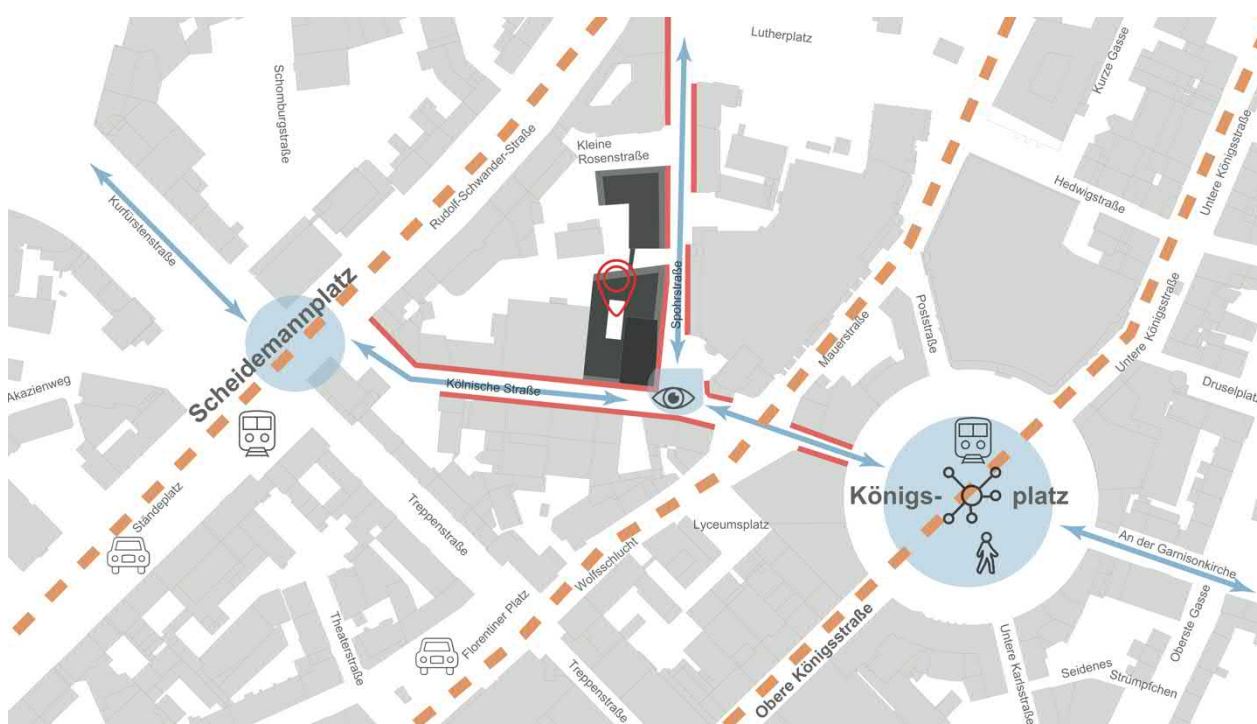 Lutherplatz
Schomburgstraße
Kurze Gasse
Kleine
Rosenstraße
Rudolf-Schwander-Straße
Untere Königsstraße
Hedwigstraße
Kurfürstenstraße
Scheidemannplatz
Spohrstraße
Mauerstraße
Poststraße
Untere Königsstraße
Druselplatz
Akazienweg
Kölnische Straße
Königs- platz
Ständeplatz
Treppenstraße
Lyceumsplatz
Wolfsschlucht
An der Garnisonkirche
Theaterstraße
Florentiner Platz
Treppenstraße
Obere Königsstraße
Untere Karlsstraße
Oberste Gasse
Seidenes
Strümpfchen